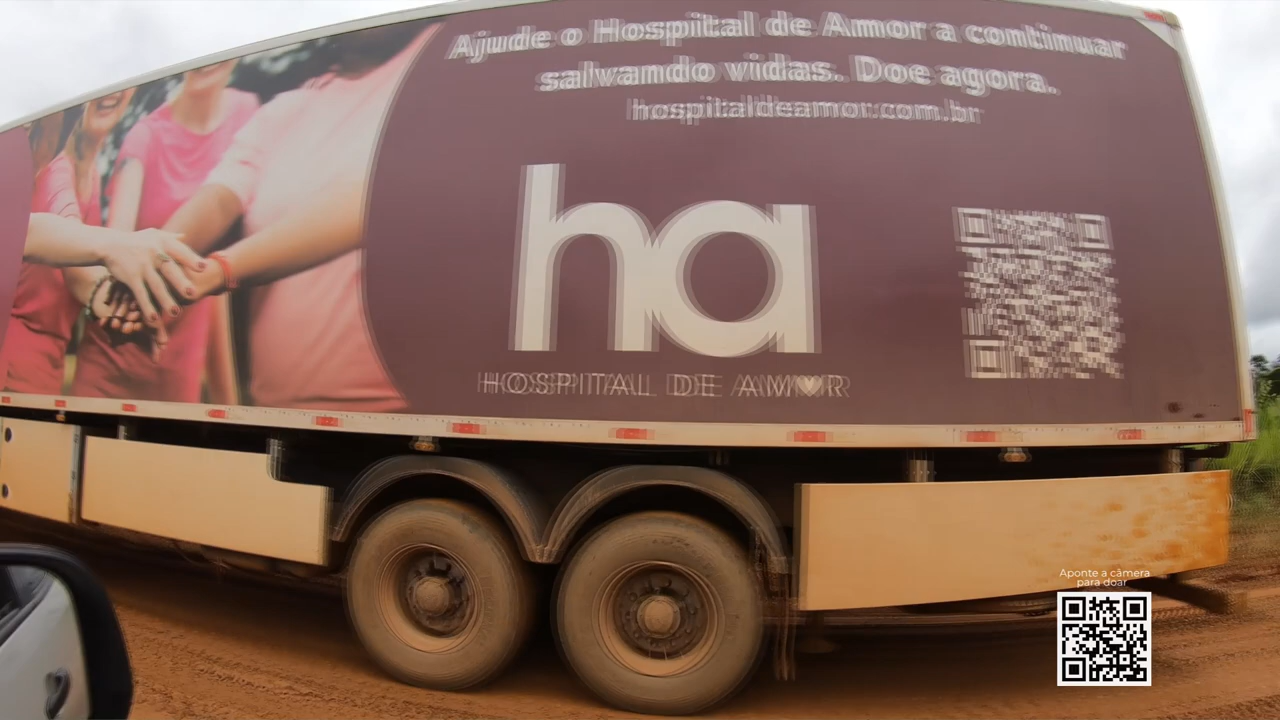 Ajude o Hospital de Amor a continuar
salvando vidas. Doe agora.
hospitaldeamor.com.br
ha
HOSPITAL DE AM♥R
Aponte a câmera
para doar